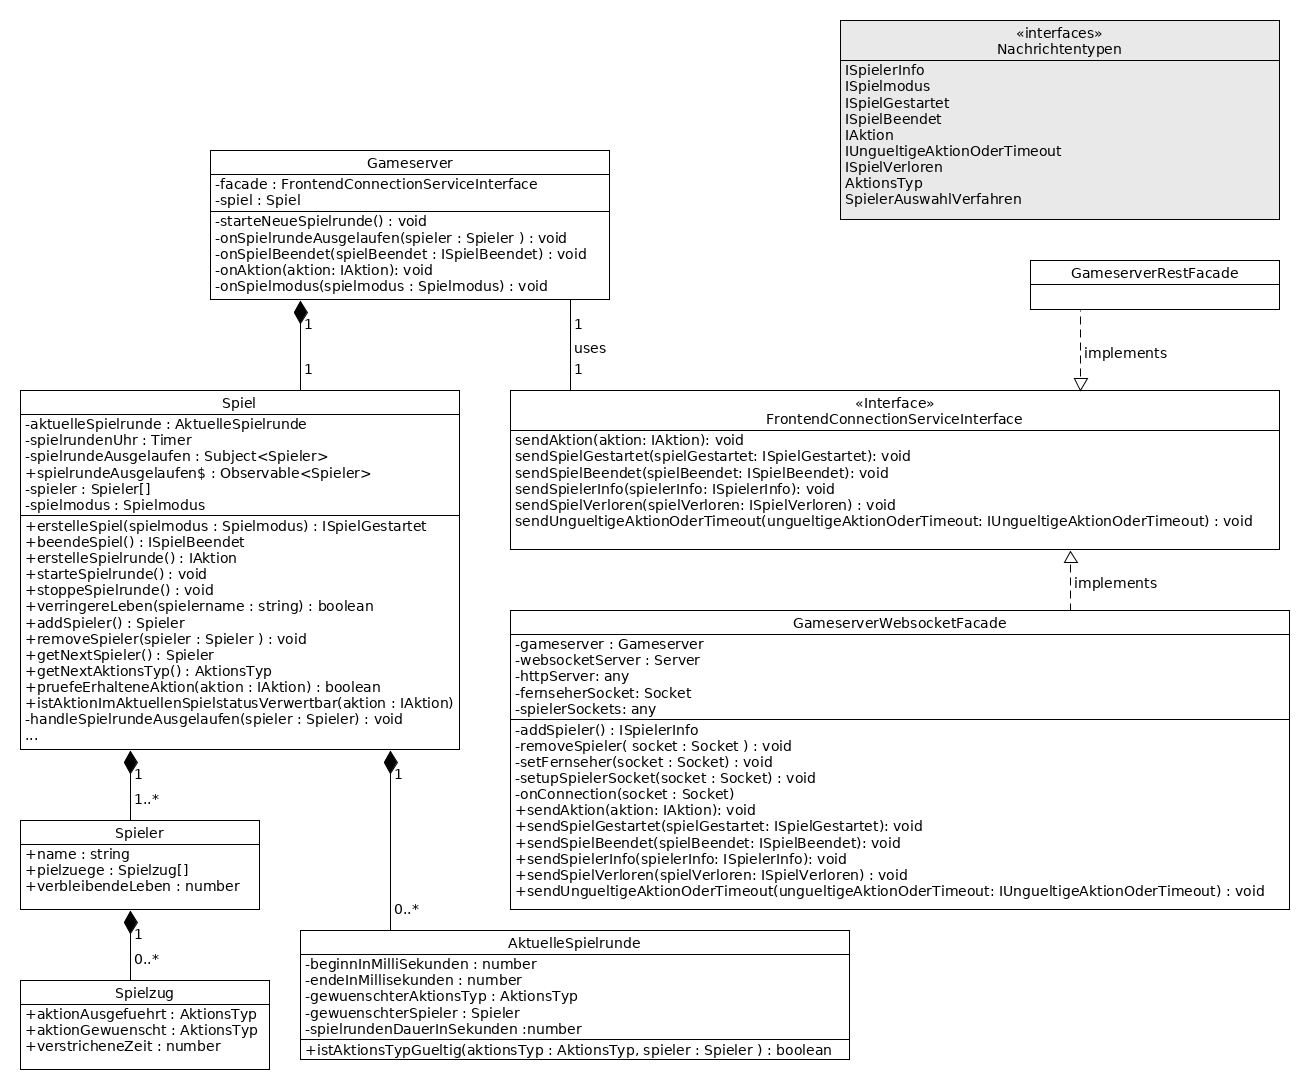 «interfaces»
Nachrichtentypen
ISpielerInfo
ISpielmodus
ISpielGestartet
ISpielBeendet
IAktion
IUngueltigeAktionOderTimeout
ISpielVerloren
AktionsTyp
SpielerAuswahlVerfahren
Gameserver
-facade : FrontendConnectionServiceInterface
-spiel : Spiel
-starteNeueSpielrunde() : void
-onSpielrundeAusgelaufen(spieler : Spieler ) : void
-onSpielBeendet(spielBeendet : ISpielBeendet) : void
-onAktion(aktion: IAktion): void
-onSpielmodus(spielmodus : Spielmodus) : void
GameserverRestFacade
1
1
1
uses
1
implements
Spiel
-aktuelleSpielrunde : AktuelleSpielrunde
-spielrundenUhr : Timer
-spielrundeAusgelaufen : Subject<Spieler>
+spielrundeAusgelaufen$ : Observable<Spieler>
-spieler : Spieler[]
-spielmodus : Spielmodus
+erstelleSpiel(spielmodus : Spielmodus) : ISpielGestartet
+beendeSpiel() : ISpielBeendet
+erstelleSpielrunde() : IAktion
+starteSpielrunde() : void
+stoppeSpielrunde() : void
+verringereLeben(spielername : string) : boolean
+addSpieler() : Spieler
+removeSpieler(spieler : Spieler ) : void
+getNextSpieler() : Spieler
+getNextAktionsTyp() : AktionsTyp
+pruefeErhalteneAktion(aktion : IAktion) : boolean
+istAktionImAktuellenSpielstatusVerwertbar(aktion : IAktion)
-handleSpielrundeAusgelaufen(spieler : Spieler) : void
...
«Interface»
FrontendConnectionServiceInterface
sendAktion(aktion: IAktion): void
sendSpielGestartet(spielGestartet: ISpielGestartet): void
sendSpielBeendet(spielBeendet: ISpielBeendet): void
sendSpielerInfo(spielerInfo: ISpielerInfo): void
sendSpielVerloren(spielVerloren: ISpielVerloren) : void
sendUngueltigeAktionOderTimeout(ungueltigeAktionOderTimeout: IUngueltigeAktionOderTimeout) : void
implements
GameserverWebsocketFacade
-gameserver : Gameserver
-websocketServer : Server
-httpServer: any
-fernseherSocket: Socket
-spielerSockets: any
-addSpieler() : ISpielerInfo
-removeSpieler( socket : Socket ) : void
-setFernseher(socket : Socket) : void
-setupSpielerSocket(socket : Socket) : void
-onConnection(socket : Socket)
+sendAktion(aktion: IAktion): void
+sendSpielGestartet(spielGestartet: ISpielGestartet): void
+sendSpielBeendet(spielBeendet: ISpielBeendet): void
+sendSpielerInfo(spielerInfo: ISpielerInfo): void
+sendSpielVerloren(spielVerloren: ISpielVerloren) : void
+sendUngueltigeAktionOderTimeout(ungueltigeAktionOderTimeout: IUngueltigeAktionOderTimeout) : void
1
1..*
1
0..*
Spieler
+name : string
+pielzuege : Spielzug[]
+verbleibendeLeben : number
1
0..*
Spielzug
+aktionAusgefuehrt : AktionsTyp
+aktionGewuenscht : AktionsTyp
+verstricheneZeit : number
AktuelleSpielrunde
-beginnInMilliSekunden : number
-endeInMillisekunden : number
-gewuenschterAktionsTyp : AktionsTyp
-gewuenschterSpieler : Spieler
-spielrundenDauerInSekunden :number
+istAktionsTypGueltig(aktionsTyp : AktionsTyp, spieler : Spieler ) : boolean